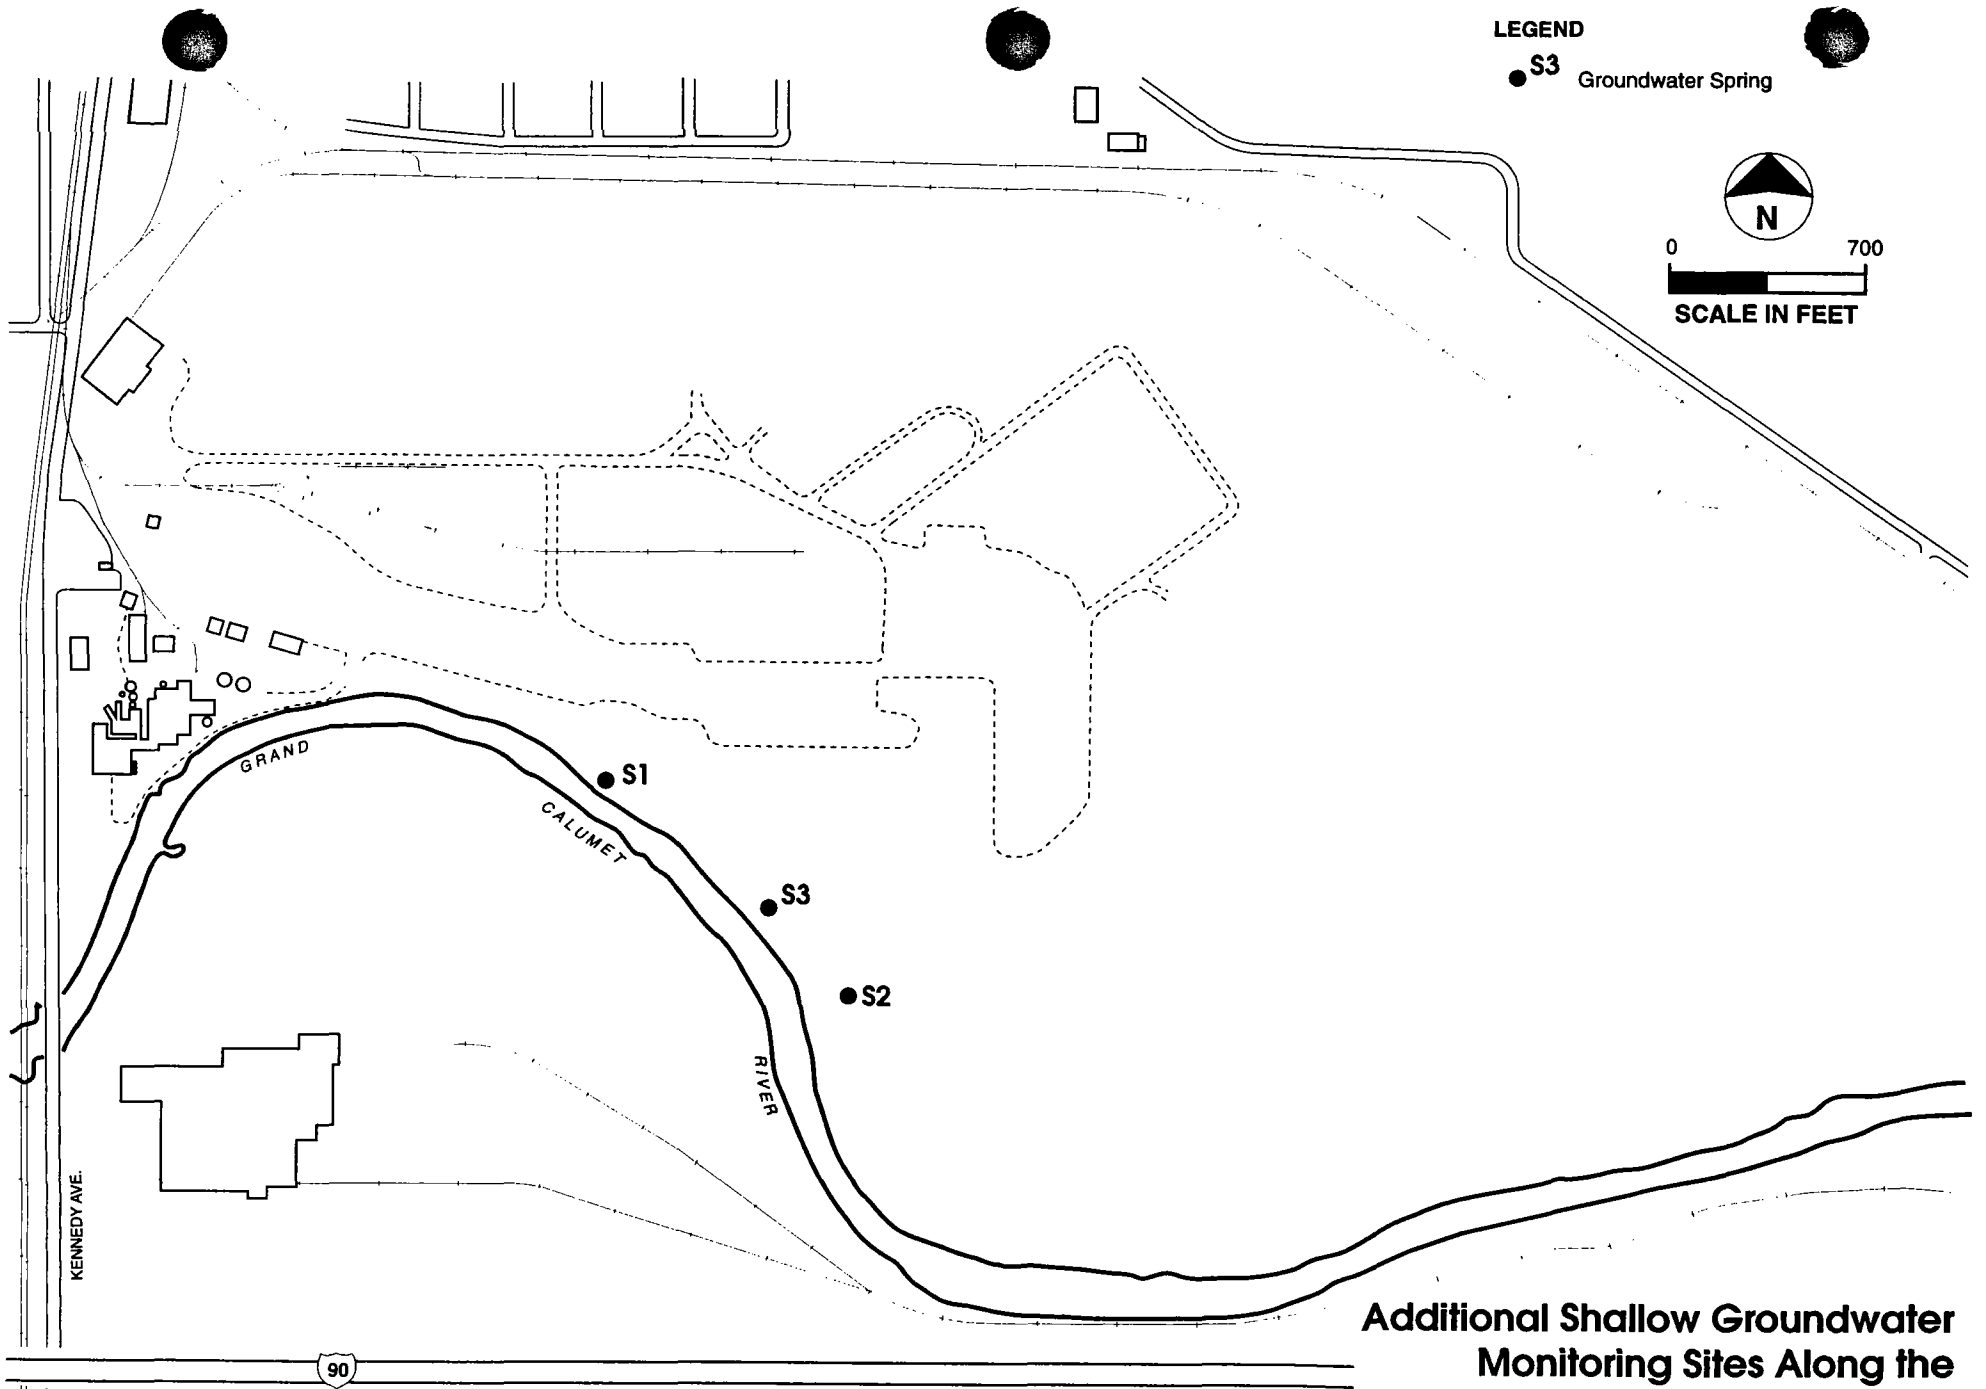 LEGEND
S3 Groundwater Spring
N
0 700
SCALE IN FEET
GRAND
CALUMET
RIVER
S1
S3
S2
KENNEDY AVE.
90
Additional Shallow Groundwater
Monitoring Sites Along the